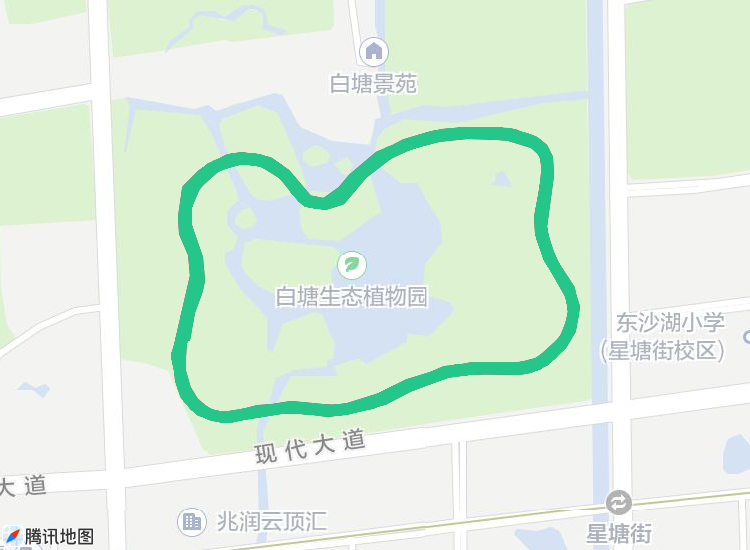 白塘景苑
白塘生态植物园
东沙湖小学
(星塘街校区)
现代大道
大道
兆润云顶汇
星塘街
腾讯地图